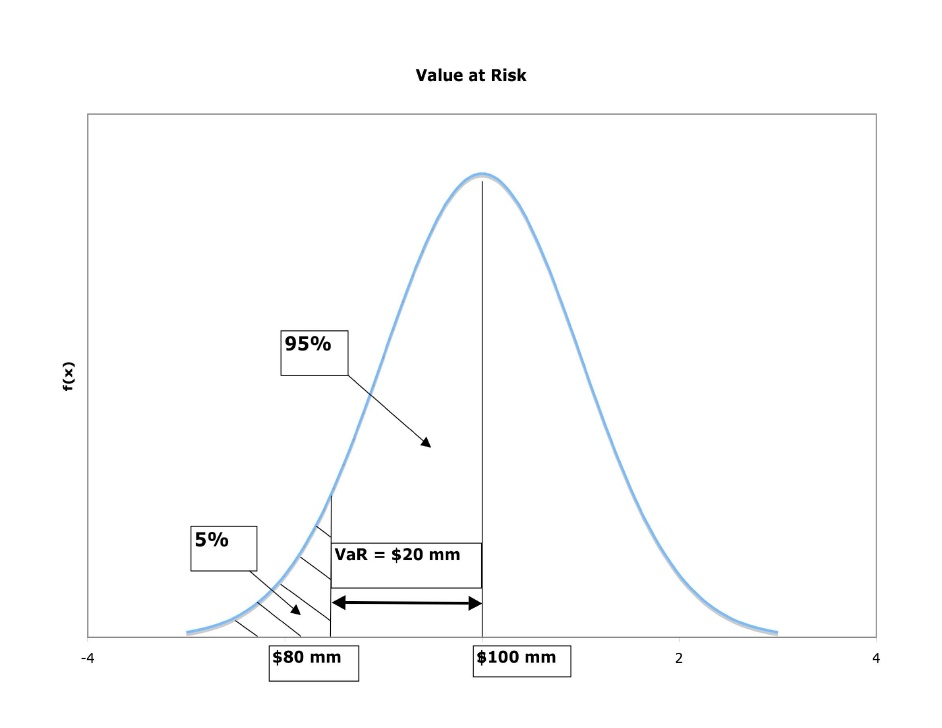 Value at Risk
f(x)
95%
5%
VaR = $20 mm
-4
$80 mm
$100 mm
2
4